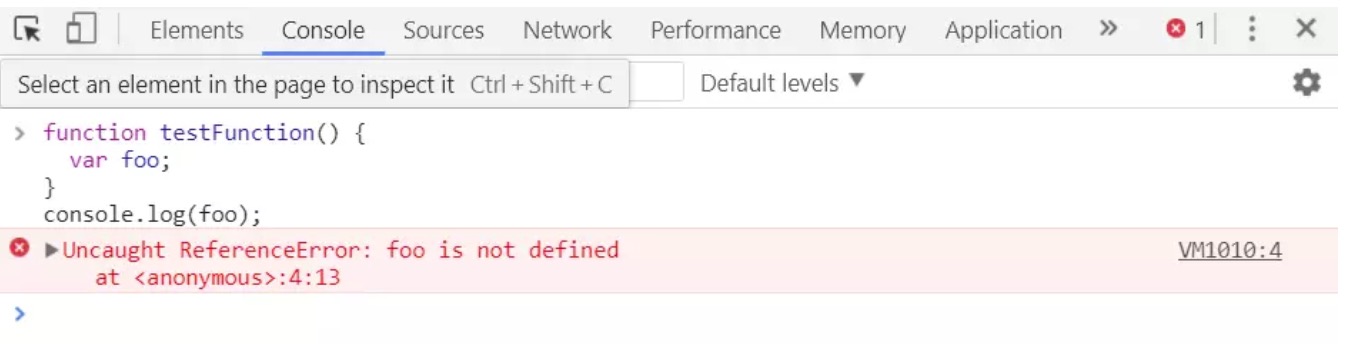 Elements Console Sources Network Performance Memory Application » 1
Select an element in the page to inspect it Ctrl + Shift + C Default levels ▼
> function testFunction() {
var foo;
}
console.log(foo);
▶Uncaught ReferenceError: foo is not defined VM1010:4
at <anonymous>:4:13
>